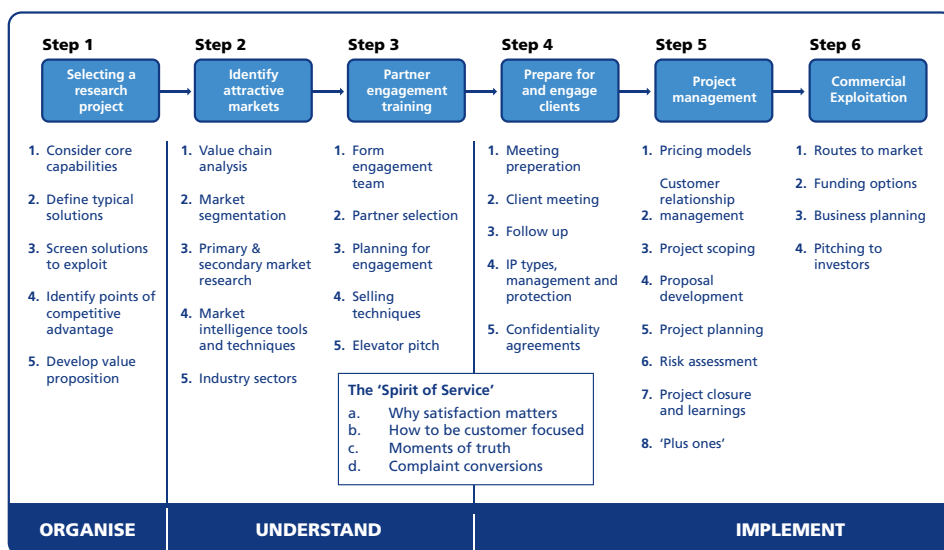 Step 1
Selecting a
research
project
Step 2
Identify
attractive
markets
Step 3
Partner
engagement
training
Step 4
Prepare for
and engage
clients
Step 5
Project
management
Step 6
Commercial
Exploitation
1. Consider core
capabilities
2. Define typical
solutions
3. Screen solutions
to exploit
4. Identify points of
competitive
advantage
5. Develop value
proposition
1. Value chain
analysis
2. Market
segmentation
3. Primary &
secondary market
research
4. Market
intelligence tools
and techniques
5. Industry sectors
1. Form
engagement
team
2. Partner selection
3. Planning for
engagement
4. Selling
techniques
5. Elevator pitch
1. Meeting
preparation
2. Client meeting
3. Follow up
4. IP types,
management and
protection
5. Confidentiality
agreements
1. Pricing models
Customer
relationship
2. management
3. Project scoping
4. Proposal
development
5. Project planning
6. Risk assessment
7. Project closure
and learnings
8. ‘Plus ones’
1. Routes to market
2. Funding options
3. Business planning
4. Pitching to
investors
The ‘Spirit of Service’
a. Why satisfaction matters
b. How to be customer focused
c. Moments of truth
d. Complaint conversions
ORGANISE
UNDERSTAND
IMPLEMENT